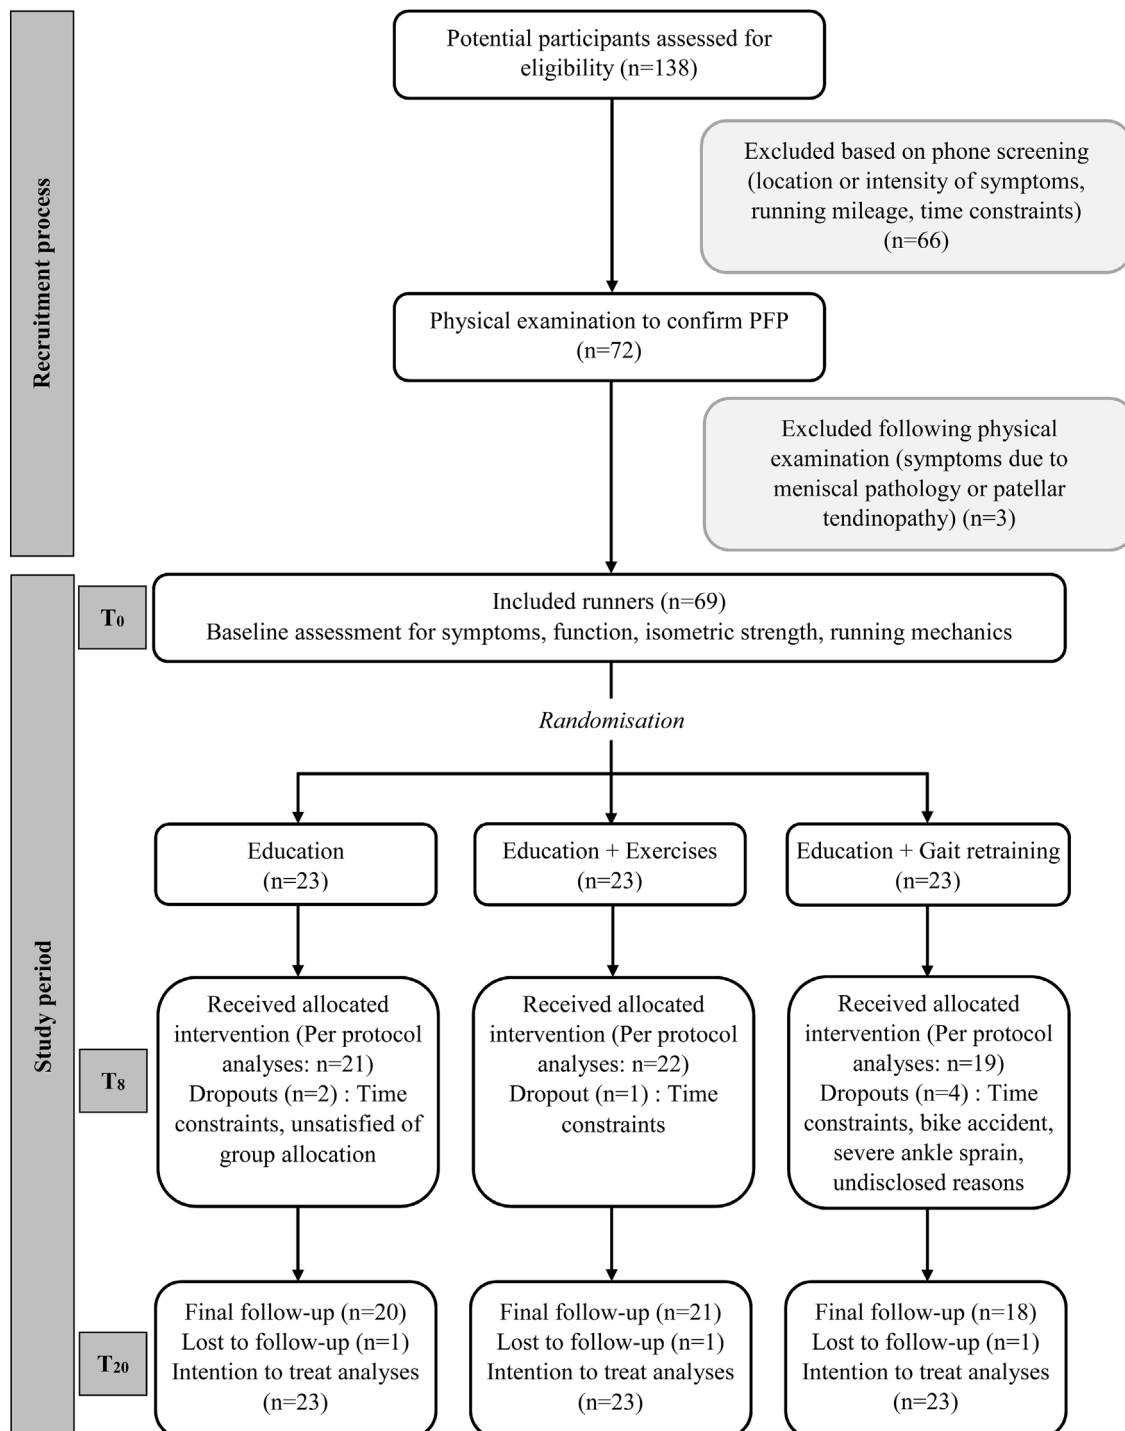 Recruitment process
Potential participants assessed for
eligibility (n=138)
Excluded based on phone screening
(location or intensity of symptoms,
running mileage, time constraints)
(n=66)
Physical examination to confirm PFP
(n=72)
Excluded following physical
examination (symptoms due to
meniscal pathology or patellar
tendinopathy) (n=3)
Study period
T0
Included runners (n=69)
Baseline assessment for symptoms, function, isometric strength, running mechanics
Randomisation
Education
(n=23)
Education + Exercises
(n=23)
Education + Gait retraining
(n=23)
T8
Received allocated
intervention (Per protocol
analyses: n=21)
Dropouts (n=2) : Time
constraints, unsatisfied of
group allocation
Received allocated
intervention (Per protocol
analyses: n=22)
Dropout (n=1) : Time
constraints
Received allocated
intervention (Per protocol
analyses: n=19)
Dropouts (n=4) : Time
constraints, bike accident,
severe ankle sprain,
undisclosed reasons
T20
Final follow-up (n=20)
Lost to follow-up (n=1)
Intention to treat analyses
(n=23)
Final follow-up (n=21)
Lost to follow-up (n=1)
Intention to treat analyses
(n=23)
Final follow-up (n=18)
Lost to follow-up (n=1)
Intention to treat analyses
(n=23)